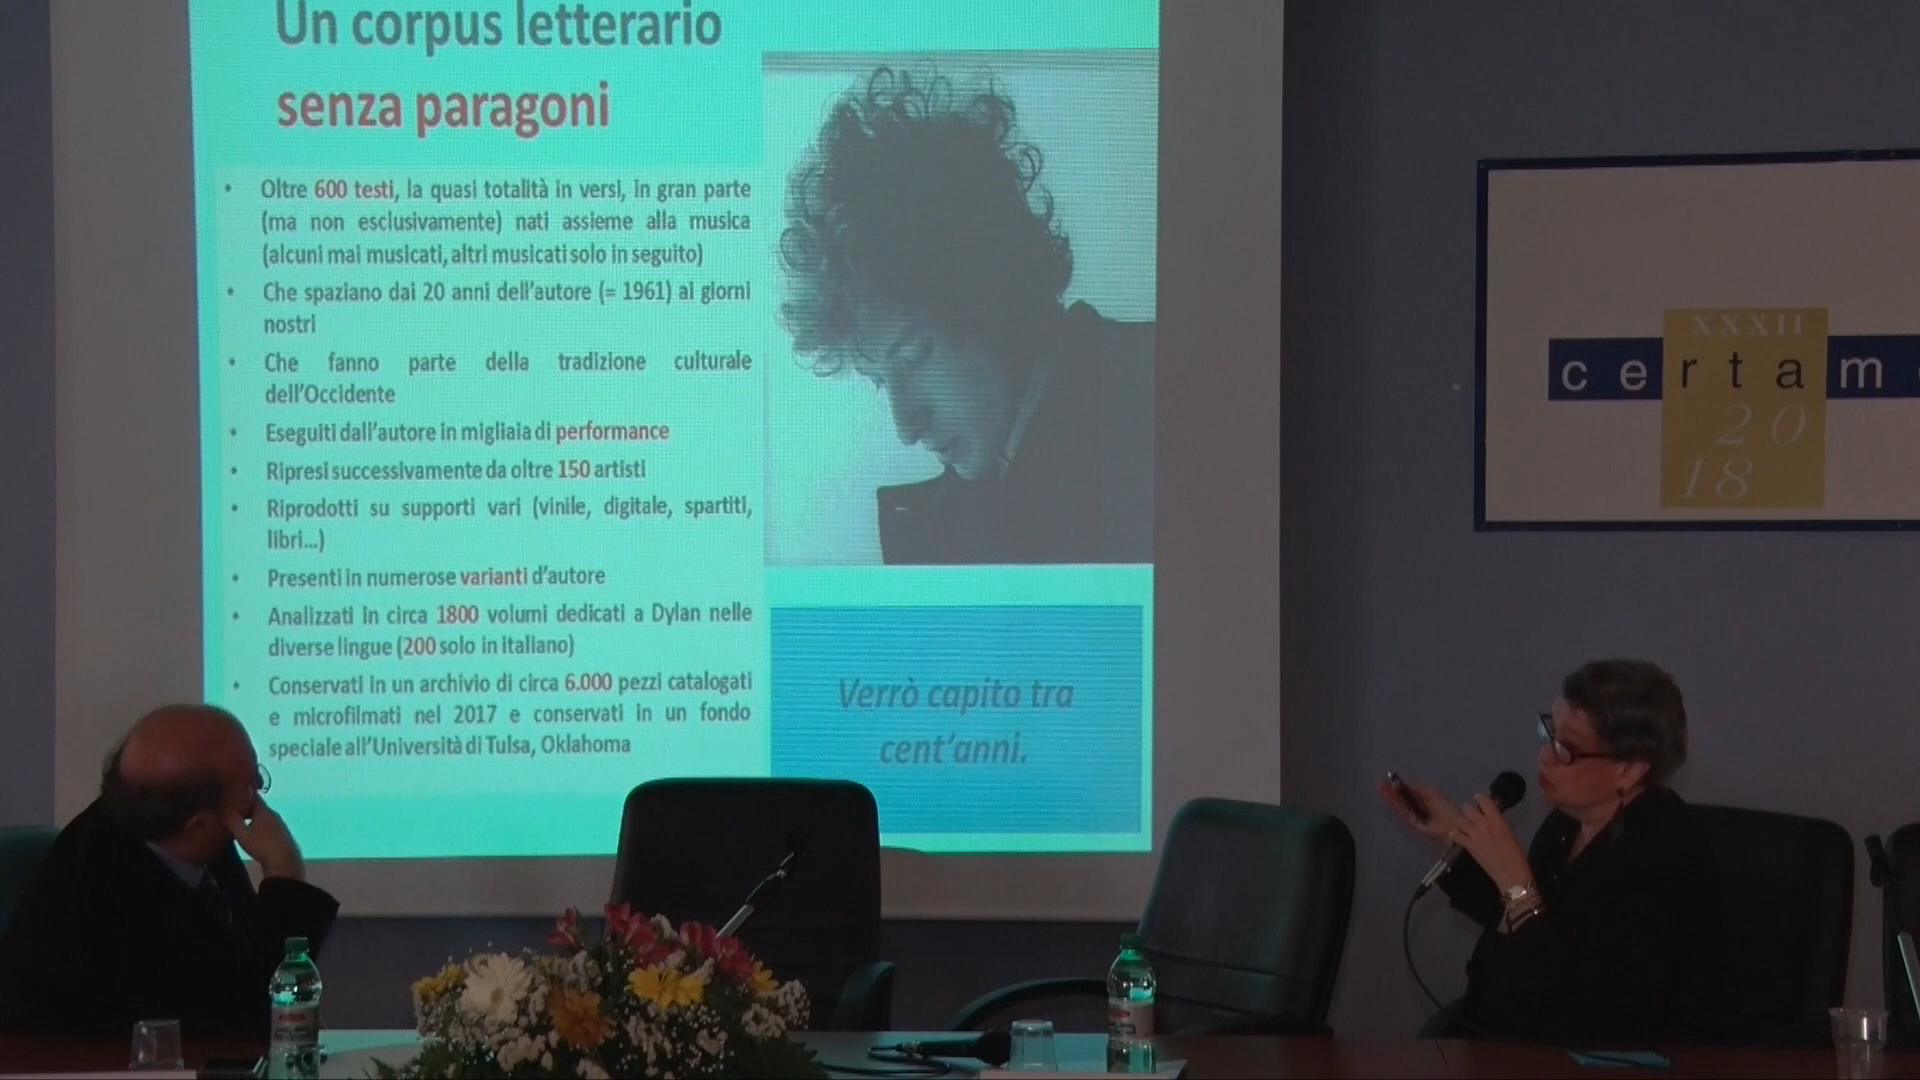 Un corpus letterario
senza paragoni
• Oltre 600 testi, la quasi totalità in versi, in gran parte
(ma non esclusivamente) nati assieme alla musica
(alcuni mai musicati, altri musicati solo in seguito)
• Che spaziano dai 20 anni dell'autore (= 1961) ai giorni
nostri
• Che fanno parte della tradizione culturale
dell'Occidente
• Eseguiti dall'autore in migliaia di performance
• Ripresi successivamente da oltre 150 artisti
• Riprodotti su supporti vari (vinile, digitale, spartiti,
libri...)
• Presenti in numerose varianti d'autore
• Analizzati in circa 1800 volumi dedicati a Dylan nelle
diverse lingue (200 solo in italiano)
• Conservati in un archivio di circa 6.000 pezzi catalogati
e microfilmati nel 2017 e conservati in un fondo
speciale all'Università di Tulsa, Oklahoma
Verrò capito tra
cent'anni.
XXXII
certam
20
18